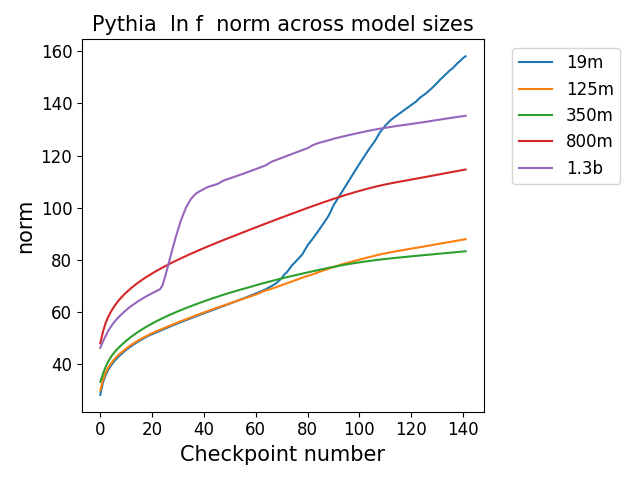 Pythia ln f norm across model sizes
160
140
120
100
80
60
40
norm
0 20 40 60 80 100 120 140
Checkpoint number
19m
125m
350m
800m
1.3b